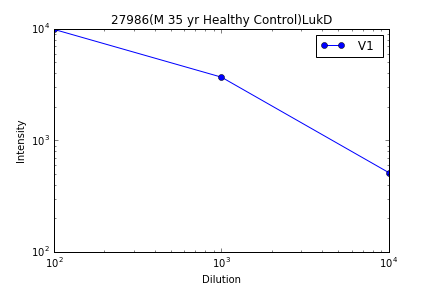 27986(M 35 yr Healthy Control)LukD
V1
10^4
10^3
10^2
Intensity
10^2 10^3 10^4
Dilution